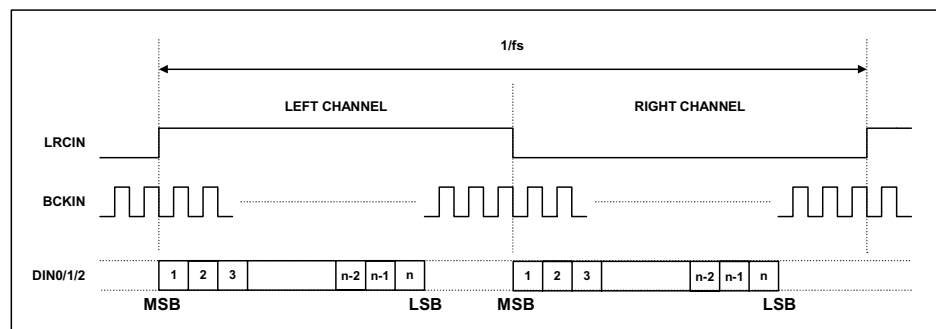 1/fs
LEFT CHANNEL RIGHT CHANNEL
LRCIN
BCKIN
DIN0/1/2 1 2 3 n-2 n-1 n 1 2 3 n-2 n-1 n
MSB LSB MSB LSB